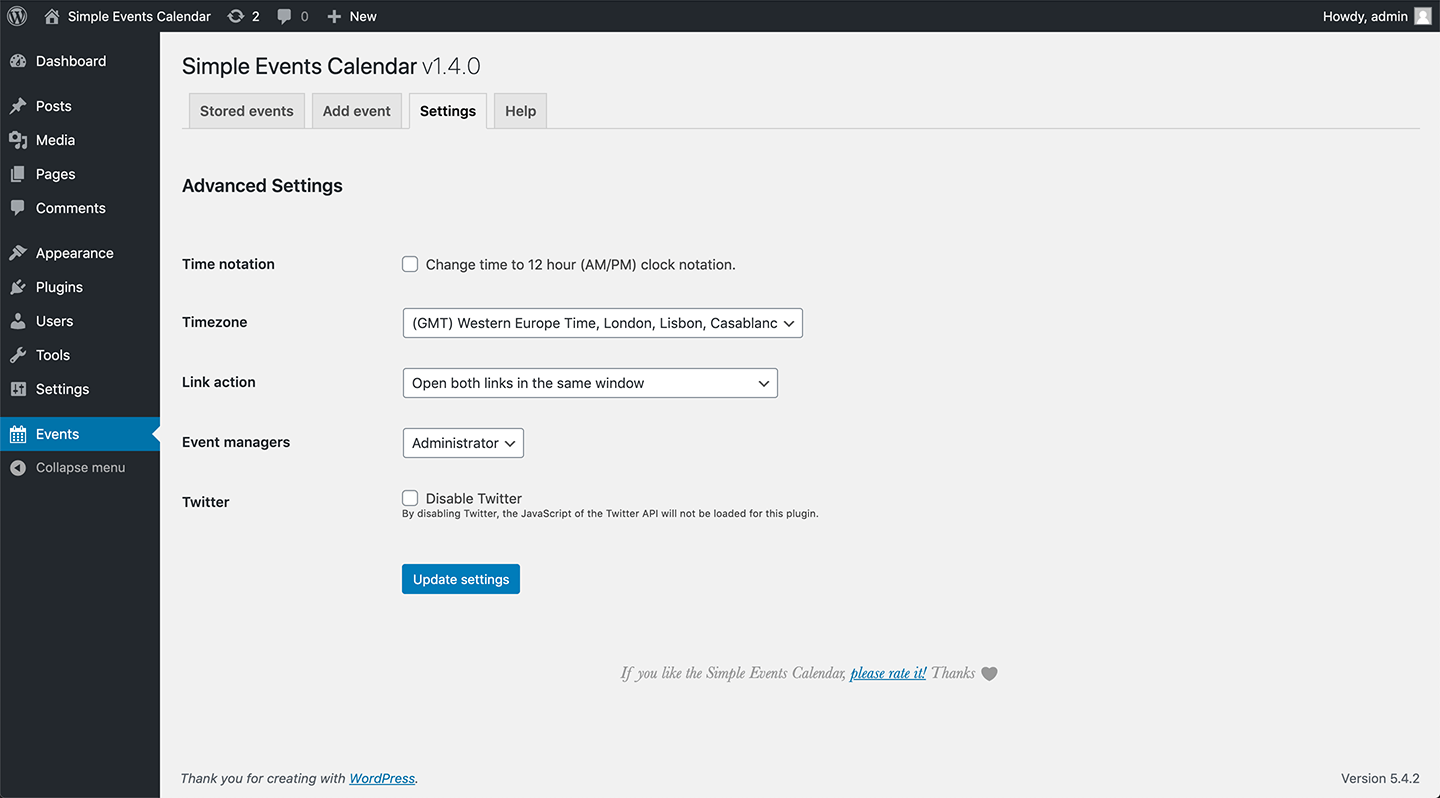 Simple Events Calendar 2 0 New Howdy, admin
Dashboard
Posts
Media
Pages
Comments
Appearance
Plugins
Users
Tools
Settings
Events
Collapse menu
Simple Events Calendar v1.4.0
Stored events Add event Settings Help
Advanced Settings
Time notation Change time to 12 hour (AM/PM) clock notation.
Timezone (GMT) Western Europe Time, London, Lisbon, Casablanc
Link action Open both links in the same window
Event managers Administrator
Twitter Disable Twitter
By disabling Twitter, the JavaScript of the Twitter API will not be loaded for this plugin.
Update settings
If you like the Simple Events Calendar, please rate it! Thanks
Thank you for creating with WordPress. Version 5.4.2